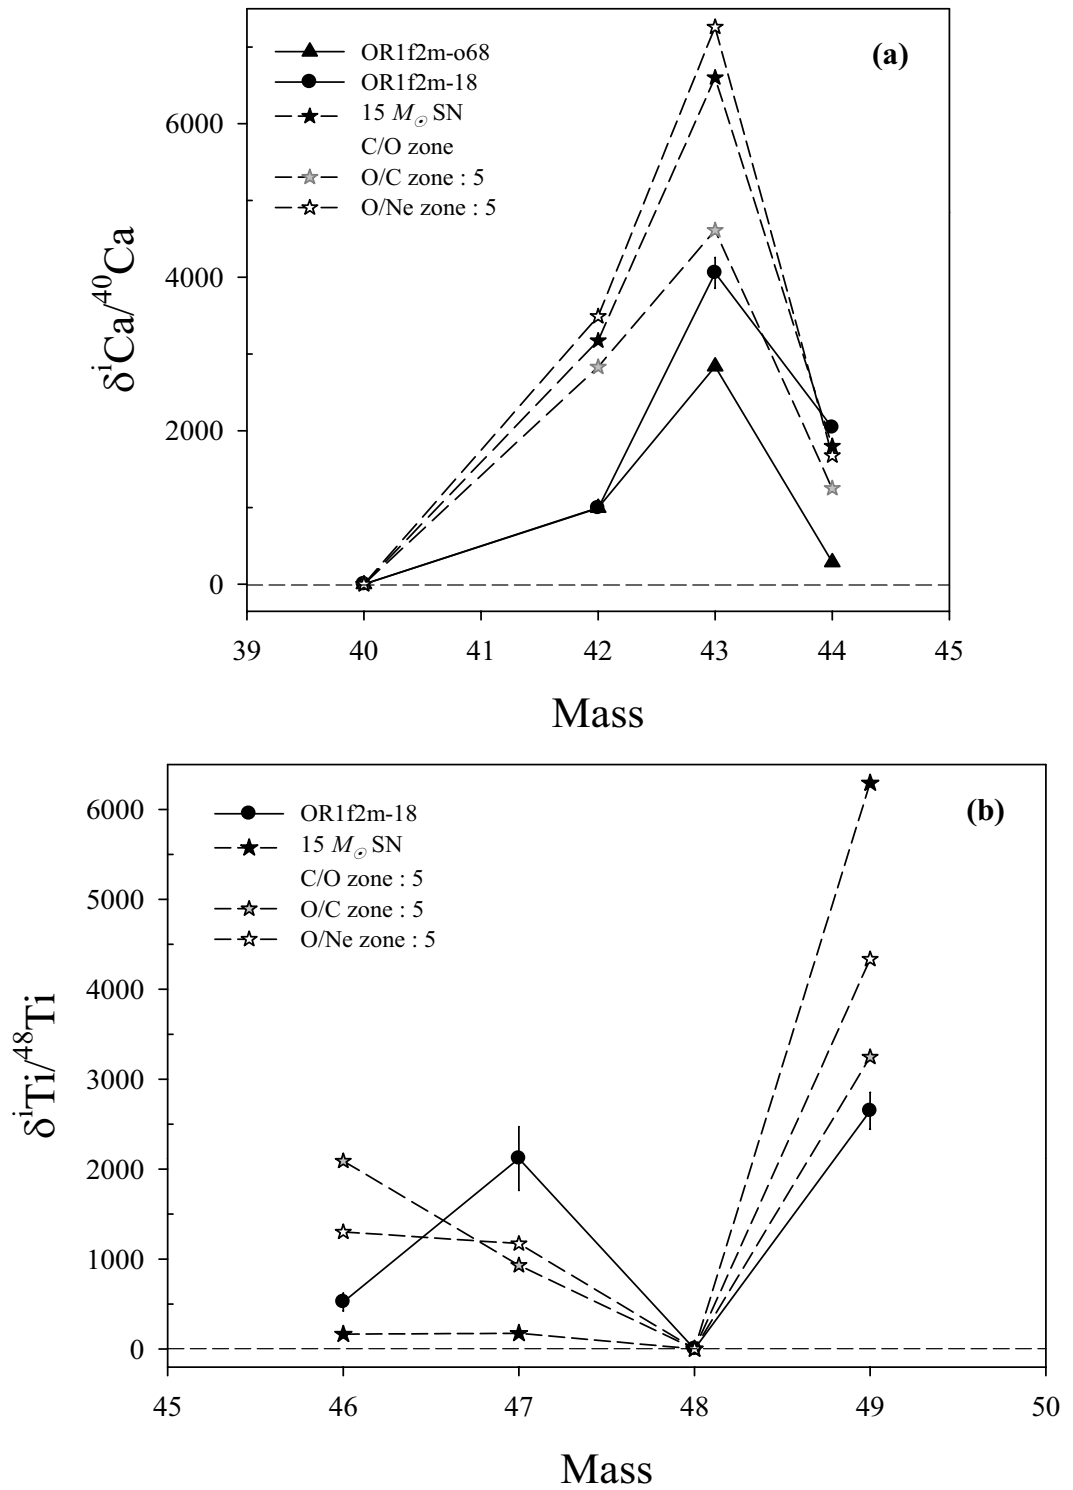 (a)
OR1f2m-o68
OR1f2m-18
15 M☉ SN
C/O zone
O/C zone : 5
O/Ne zone : 5
6000
4000
2000
0
δⁱCa/⁴⁰Ca
39 40 41 42 43 44 45
Mass
(b)
OR1f2m-18
15 M☉ SN
C/O zone : 5
O/C zone : 5
O/Ne zone : 5
6000
5000
4000
3000
2000
1000
0
δⁱTi/⁴⁸Ti
45 46 47 48 49 50
Mass